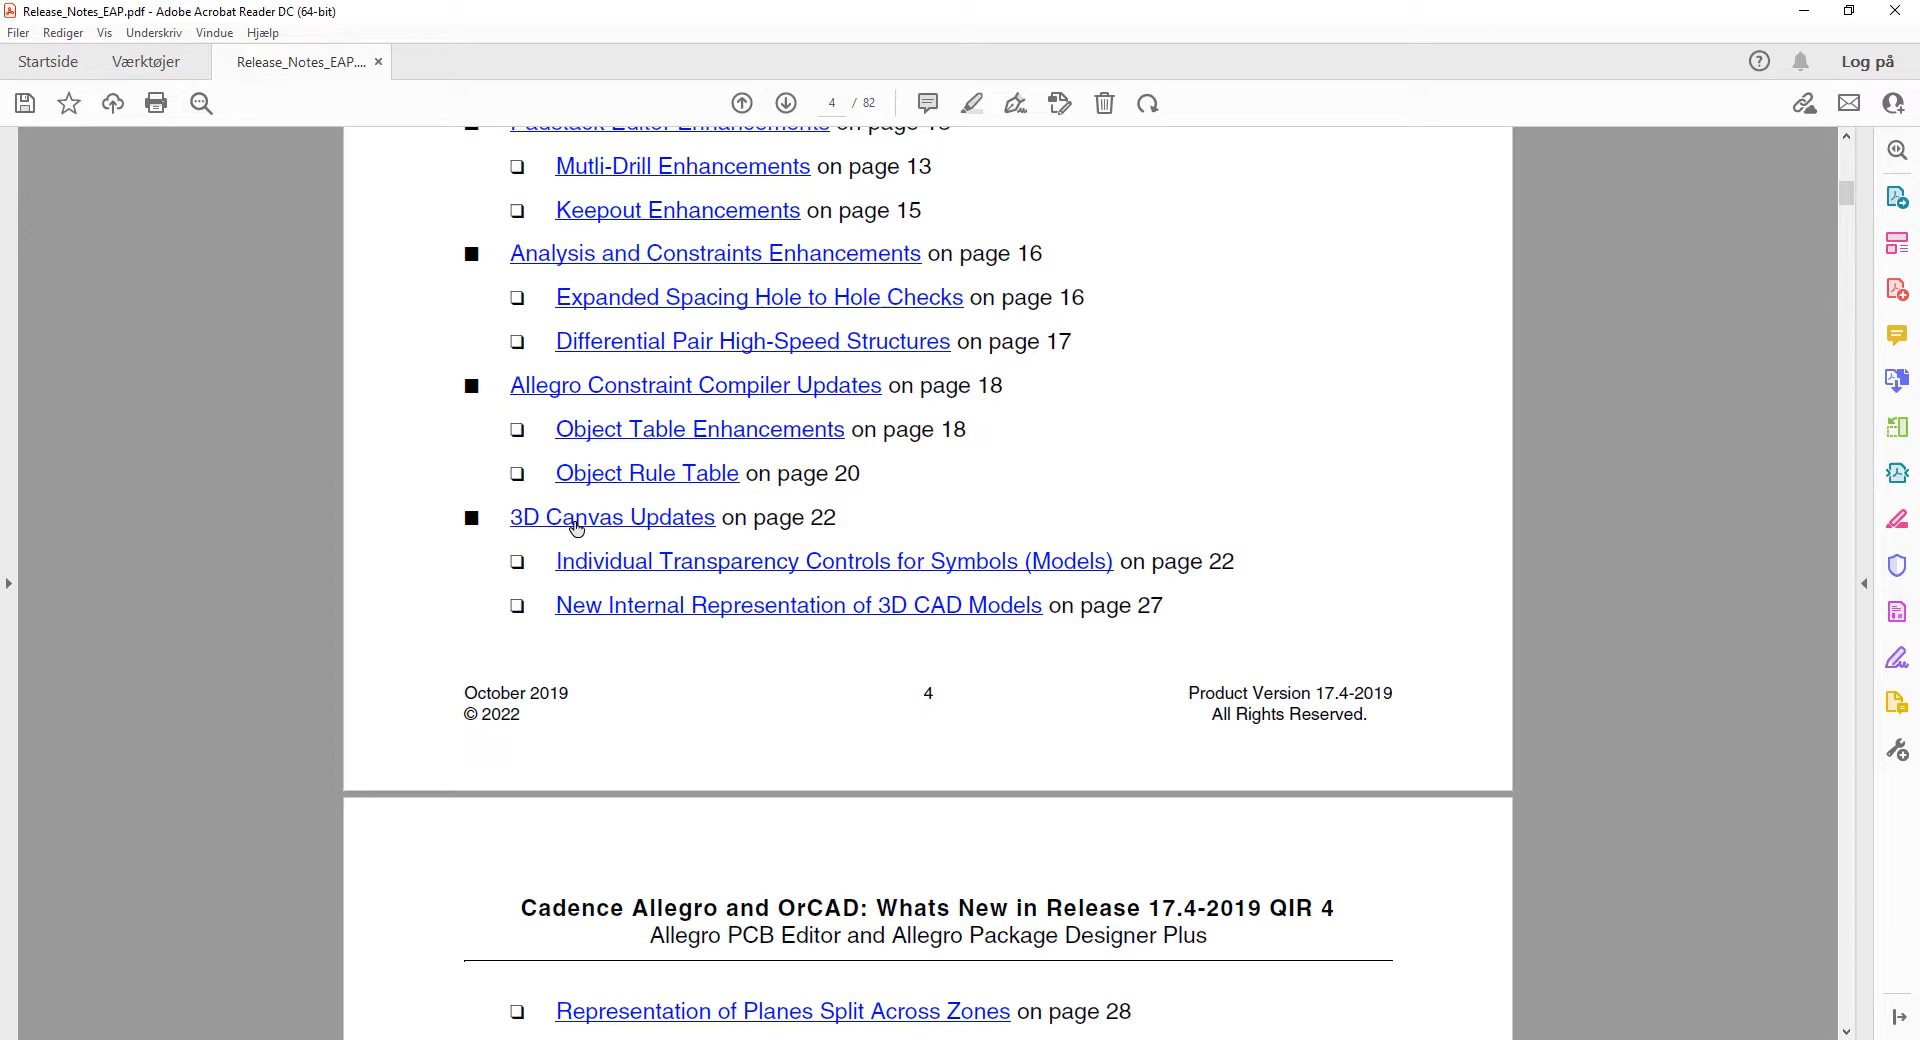 Release_Notes_EAP.pdf - Adobe Acrobat Reader DC (64-bit)
Filer Rediger Vis Underskriv Vindue Hjælp
Startside Værktøjer Release_Notes_EAP.... × Log på
4 / 82
Padstack Editor Enhancements on page 13
❑ Mutli-Drill Enhancements on page 13
❑ Keepout Enhancements on page 15
■ Analysis and Constraints Enhancements on page 16
❑ Expanded Spacing Hole to Hole Checks on page 16
❑ Differential Pair High-Speed Structures on page 17
■ Allegro Constraint Compiler Updates on page 18
❑ Object Table Enhancements on page 18
❑ Object Rule Table on page 20
■ 3D Canvas Updates on page 22
❑ Individual Transparency Controls for Symbols (Models) on page 22
❑ New Internal Representation of 3D CAD Models on page 27
October 2019 4 Product Version 17.4-2019
© 2022 All Rights Reserved.
Cadence Allegro and OrCAD: Whats New in Release 17.4-2019 QIR 4
Allegro PCB Editor and Allegro Package Designer Plus
❑ Representation of Planes Split Across Zones on page 28